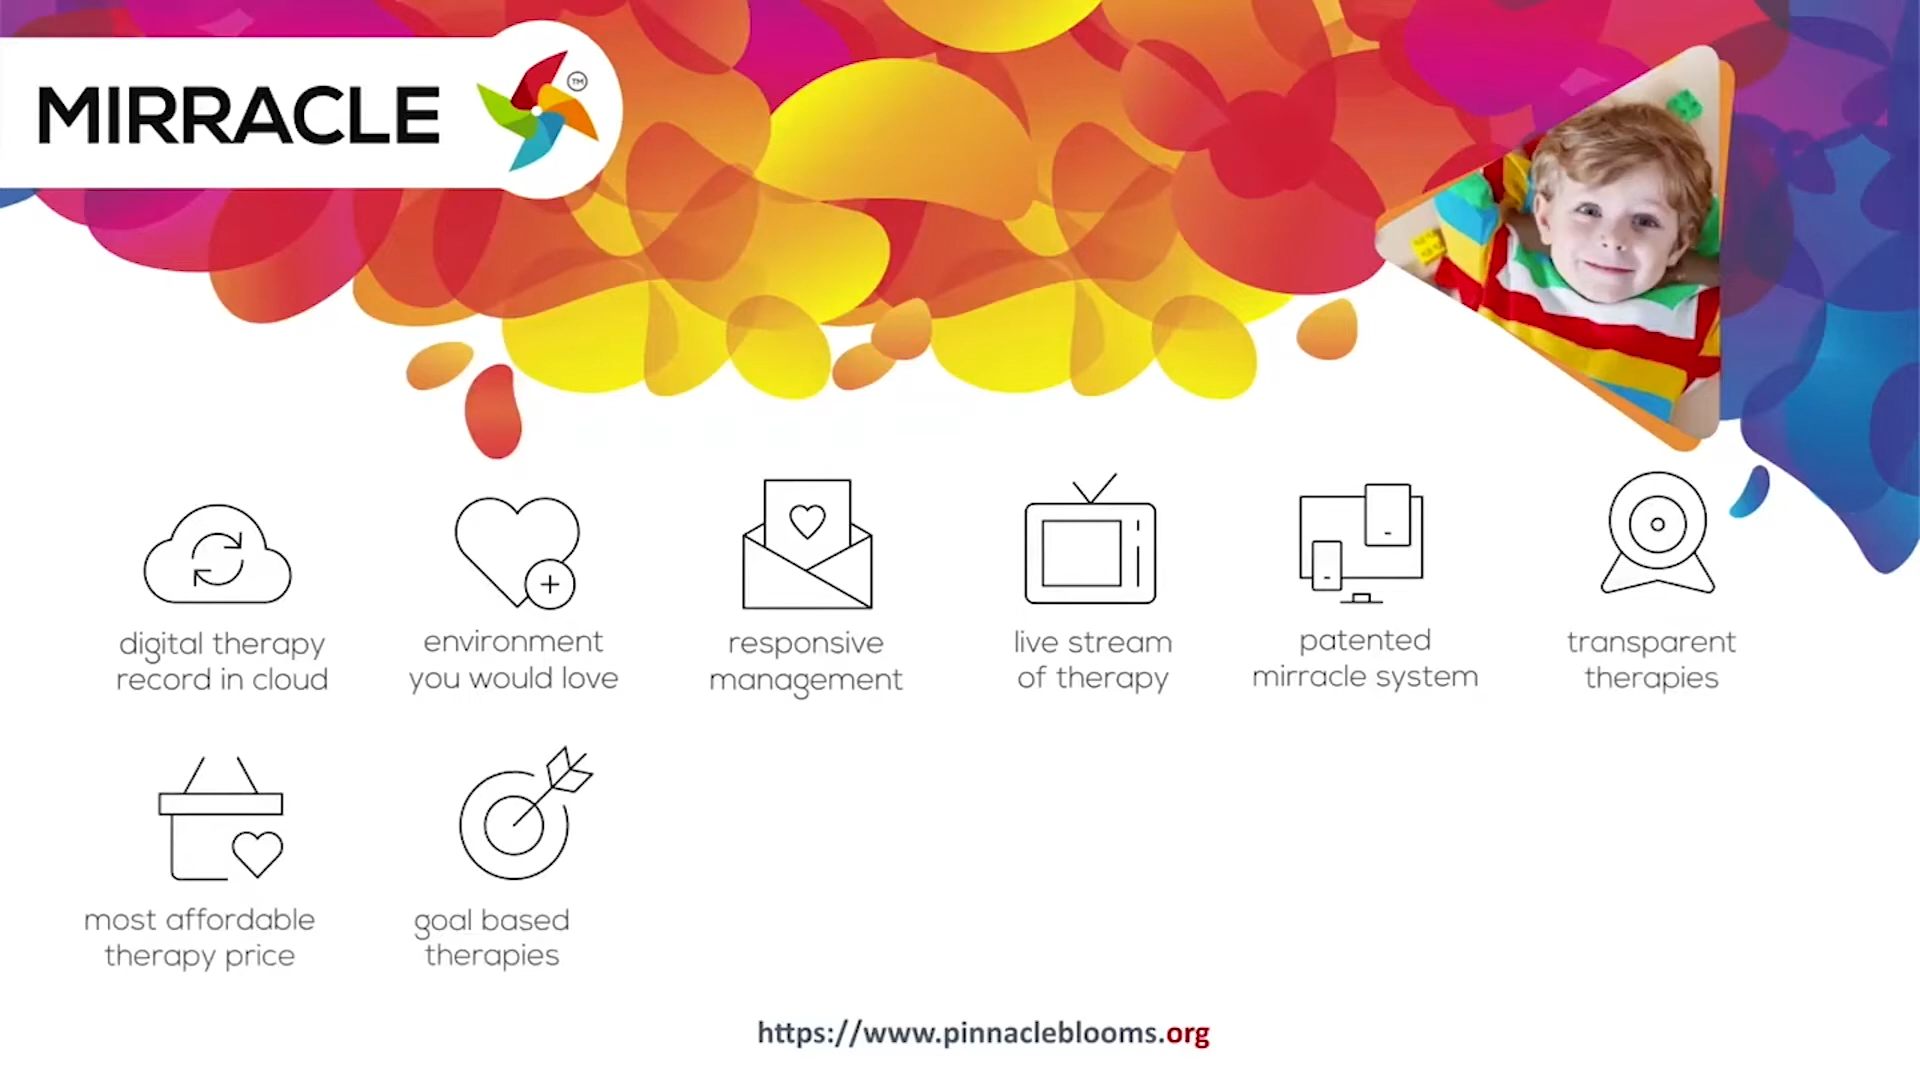 MIRRACLE
TM
digital therapy
record in cloud
environment
you would love
responsive
management
live stream
of therapy
patented
mirracle system
transparent
therapies
most affordable
therapy price
goal based
therapies
https://www.pinnacleblooms.org